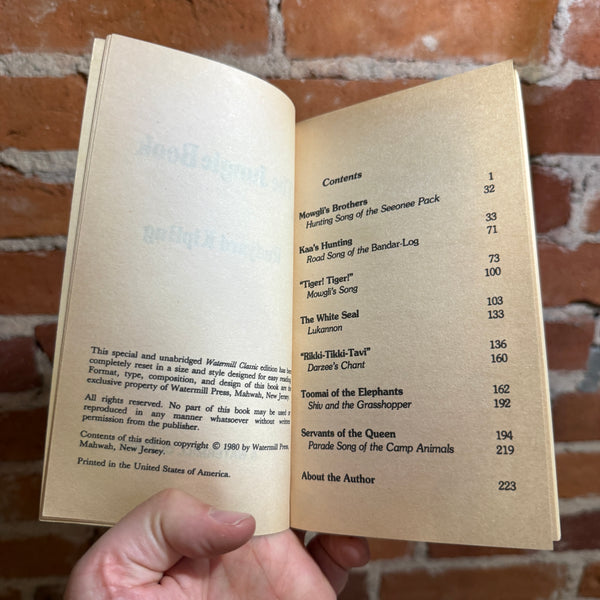 The Jungle Book
Rudyard Kipling
This special and unabridged Watermill Classic edition has been
completely reset in a size and style designed for easy reading.
Format, type, composition, and design of this book are the
exclusive property of Watermill Press, Mahwah, New Jersey.
All rights reserved. No part of this book may be used or
reproduced in any manner whatsoever without written
permission from the publisher.
Contents of this edition copyright © 1980 by Watermill Press,
Mahwah, New Jersey.
Printed in the United States of America.
Contents
Mowgli's Brothers 1
Hunting Song of the Seeonee Pack 32
Kaa's Hunting 33
Road Song of the Bandar-Log 71
"Tiger! Tiger!" 73
Mowgli's Song 100
The White Seal 103
Lukannon 133
"Rikki-Tikki-Tavi" 136
Darzee's Chant 160
Toomai of the Elephants 162
Shiv and the Grasshopper 192
Servants of the Queen 194
Parade Song of the Camp Animals 219
About the Author 223